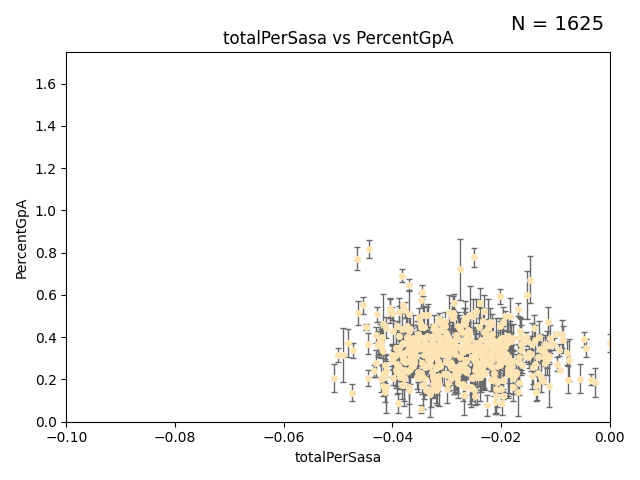 N = 1625
totalPerSasa vs PercentGpA
1.6
1.4
1.2
1.0
0.8
0.6
0.4
0.2
0.0
PercentGpA
−0.10 −0.08 −0.06 −0.04 −0.02 0.00
totalPerSasa